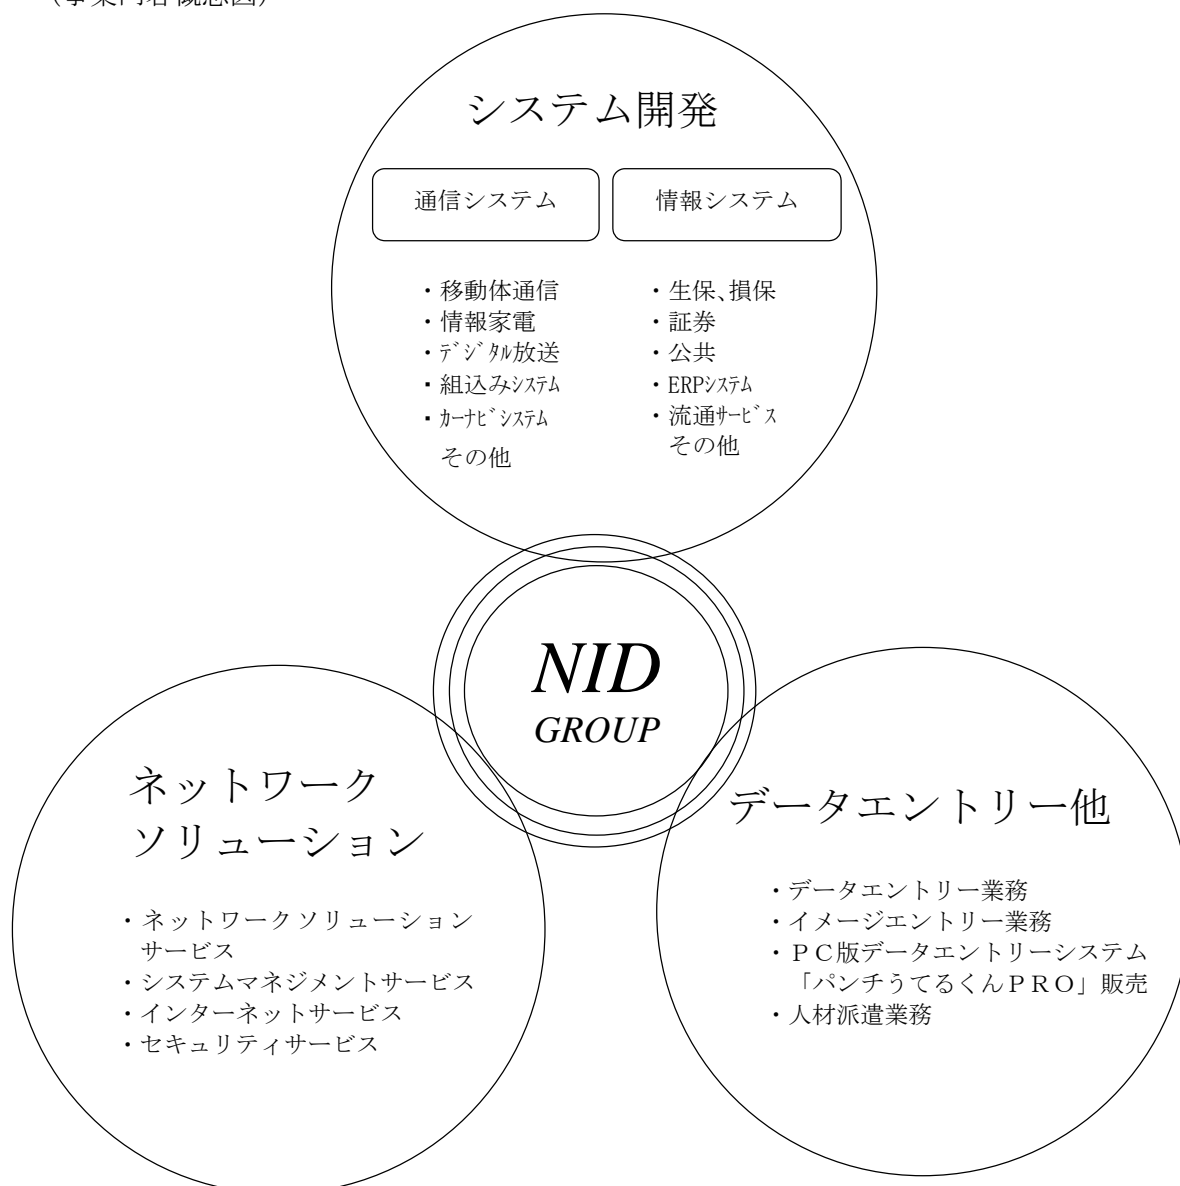 (事業内容概念図)
システム開発
通信システム 情報システム
・移動体通信
・情報家電
・ﾃﾞｼﾞﾀﾙ放送
・組込みｼｽﾃﾑ
・ｶｰﾅﾋﾞｼｽﾃﾑ
その他
・生保、損保
・証券
・公共
・ERPｼｽﾃﾑ
・流通ｻｰﾋﾞｽ
その他
NID
GROUP
ネットワーク
ソリューション
・ネットワークソリューション
サービス
・システムマネジメントサービス
・インターネットサービス
・セキュリティサービス
データエントリー他
・データエントリー業務
・イメージエントリー業務
・ＰＣ版データエントリーシステム
「パンチうてるくんＰＲＯ」販売
・人材派遣業務